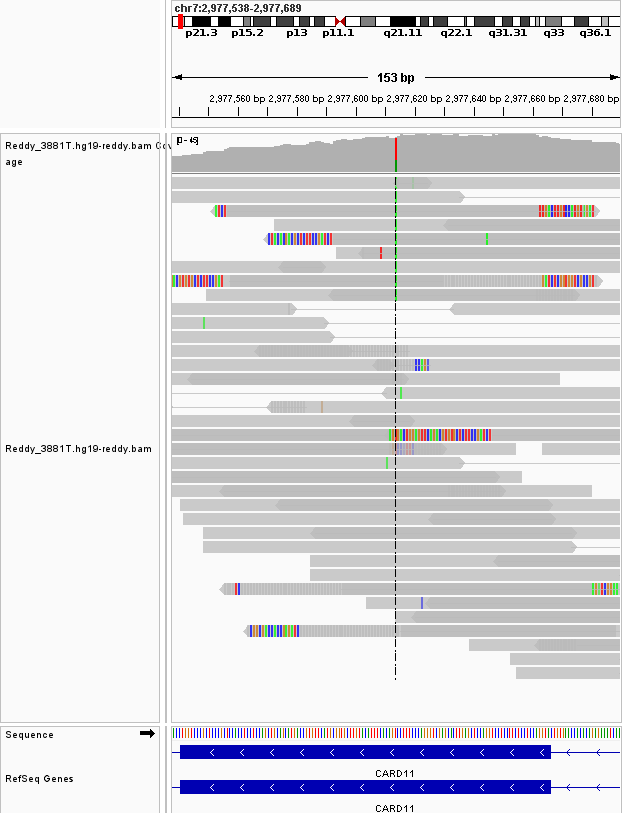 chr7:2,977,538-2,977,689
p21.3 p15.2 p13 p11.1 q21.11 q22.1 q31.31 q33 q36.1
153 bp
2,977,560 bp 2,977,580 bp 2,977,600 bp 2,977,620 bp 2,977,640 bp 2,977,660 bp 2,977,680 bp
Reddy_3881T.hg19-reddy.bam Cov
age
Reddy_3881T.hg19-reddy.bam
Sequence
CARD11
RefSeq Genes
CARD11